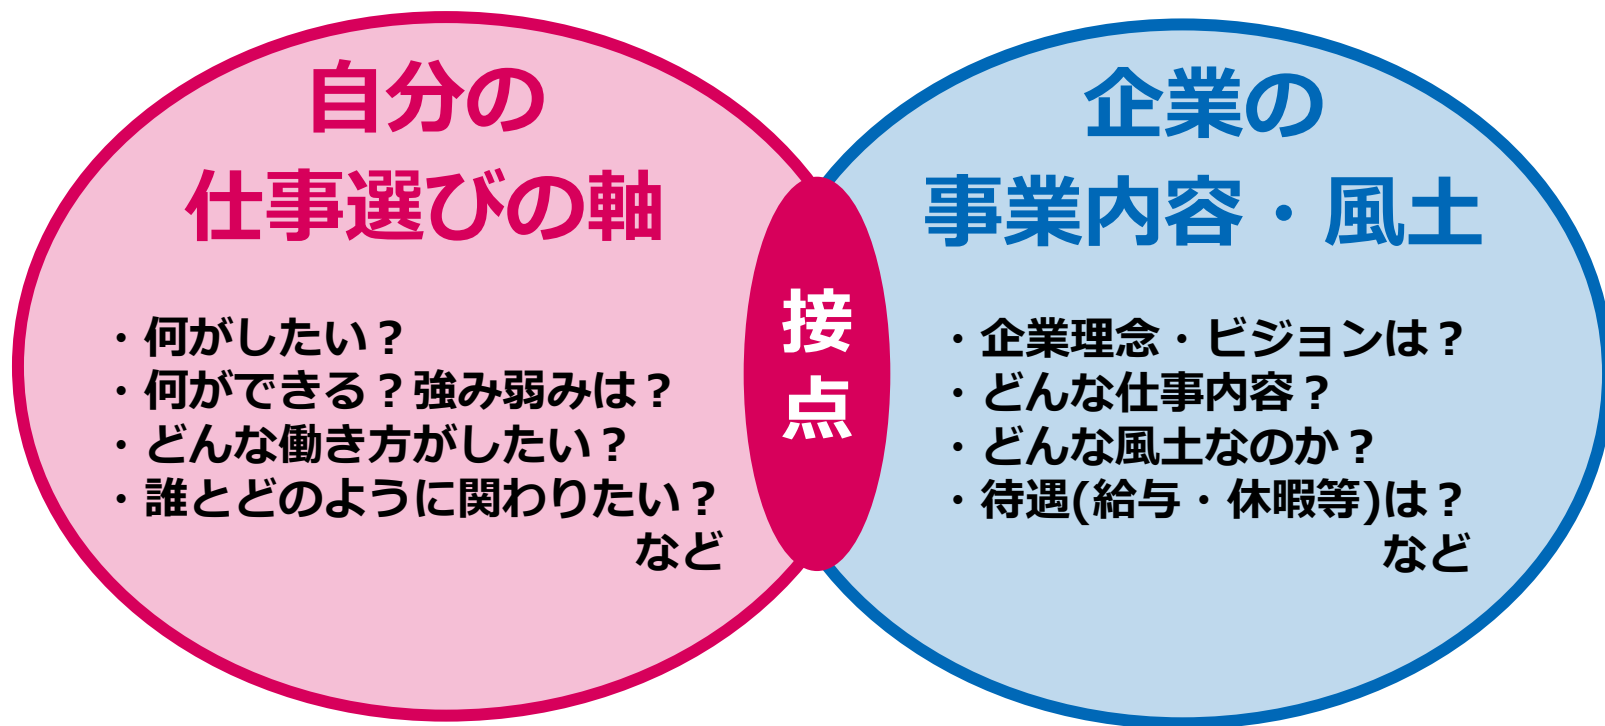 自分の
仕事選びの軸
・何がしたい？
・何ができる？強み弱みは？
・どんな働き方がしたい？
・誰とどのように関わりたい？
など
接
点
企業の
事業内容・風土
・企業理念・ビジョンは？
・どんな仕事内容？
・どんな風土なのか？
・待遇(給与・休暇等)は？
など